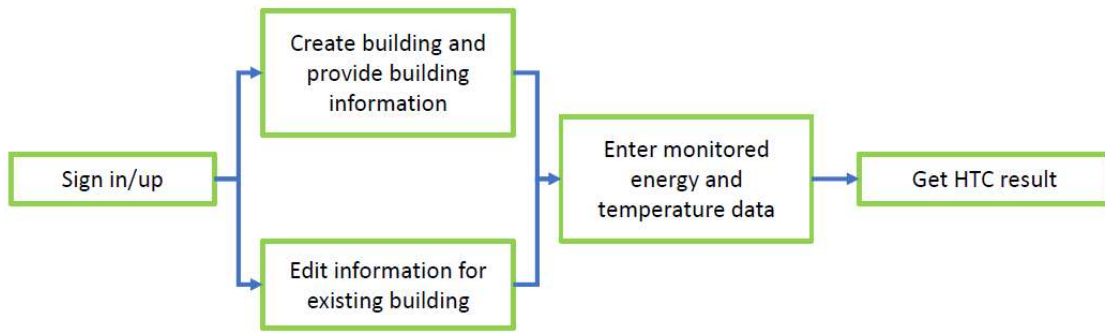 Create building and
provide building
information
Sign in/up
Enter monitored
energy and
temperature data
Get HTC result
Edit information for
existing building